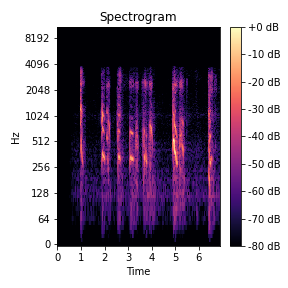 Spectrogram
+0 dB
8192
-10 dB
4096
-20 dB
2048
-30 dB
1024
Hz
512
-40 dB
256
-50 dB
128
-60 dB
64
-70 dB
0
-80 dB
0 1 2 3 4 5 6
Time